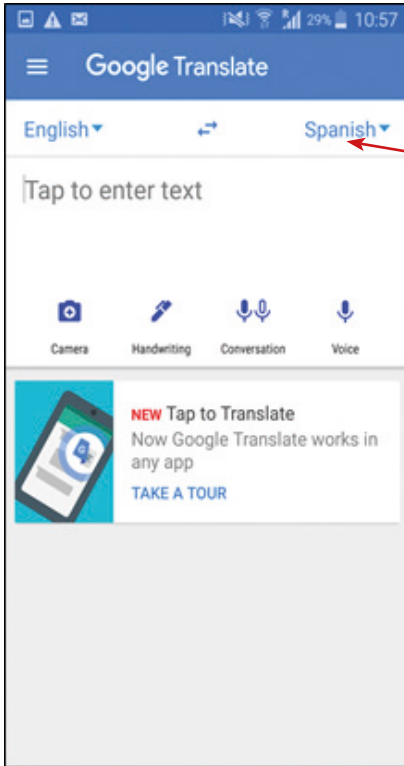 29% 10:57
Google Translate
English Spanish
Tap to enter text
Camera Handwriting Conversation Voice
NEW Tap to Translate
Now Google Translate works in
any app
TAKE A TOUR